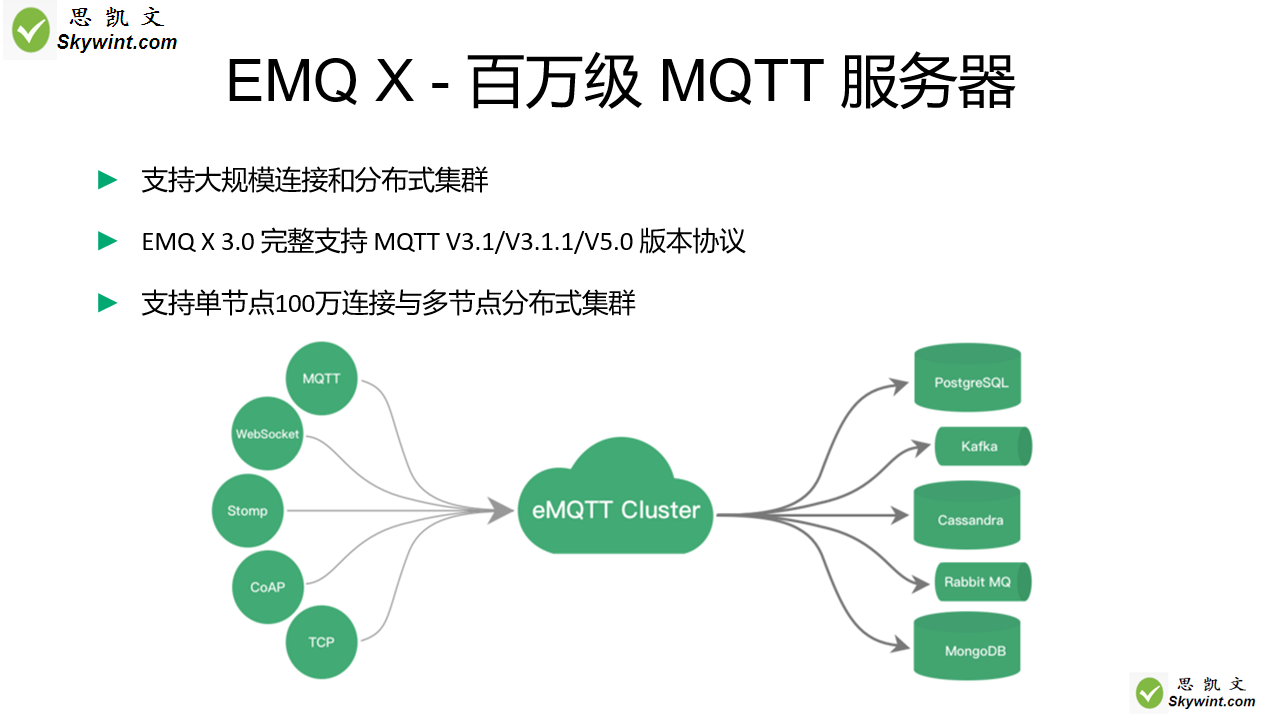 思凯文
Skywint.com
EMQ X - 百万级 MQTT 服务器
支持大规模连接和分布式集群
EMQ X 3.0 完整支持 MQTT V3.1/V3.1.1/V5.0 版本协议
支持单节点100万连接与多节点分布式集群
MQTT
WebSocket
Stomp
CoAP
TCP
eMQTT Cluster
PostgreSQL
Kafka
Cassandra
Rabbit MQ
MongoDB
思凯文
Skywint.com